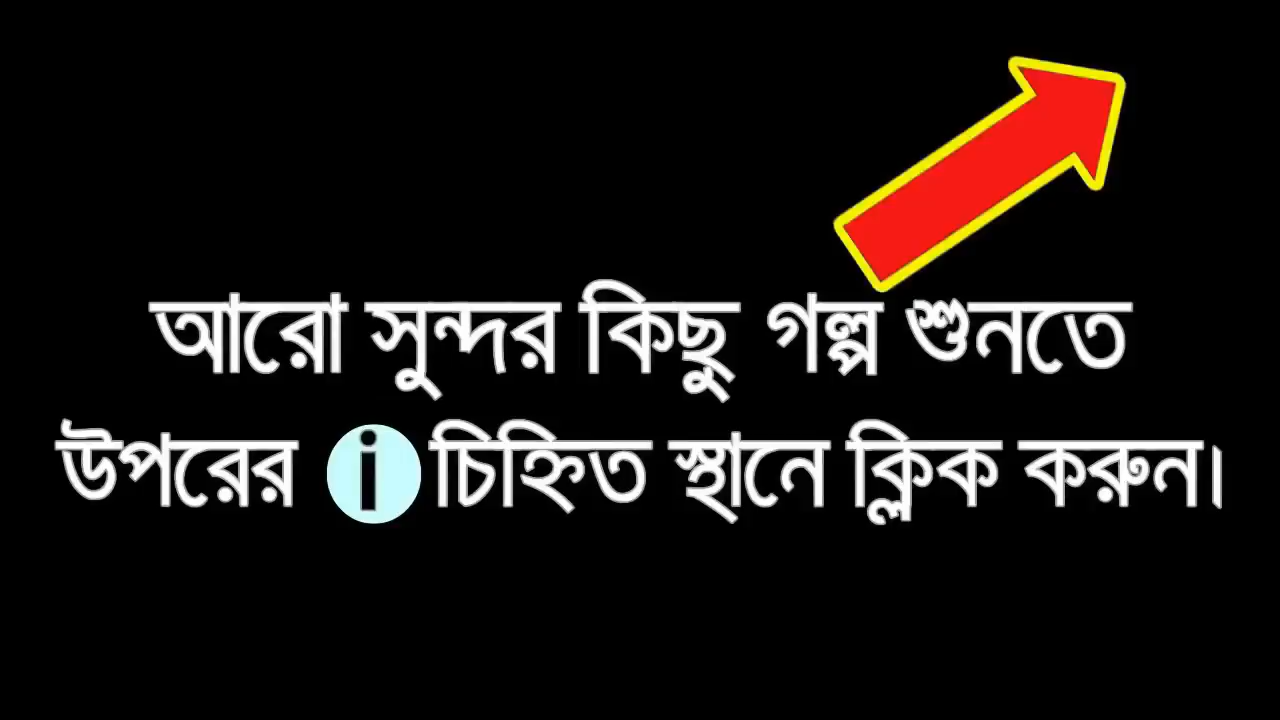 আরো সুন্দর কিছু গল্প শুনতে
উপরের i চিহ্নিত স্থানে ক্লিক করুন।